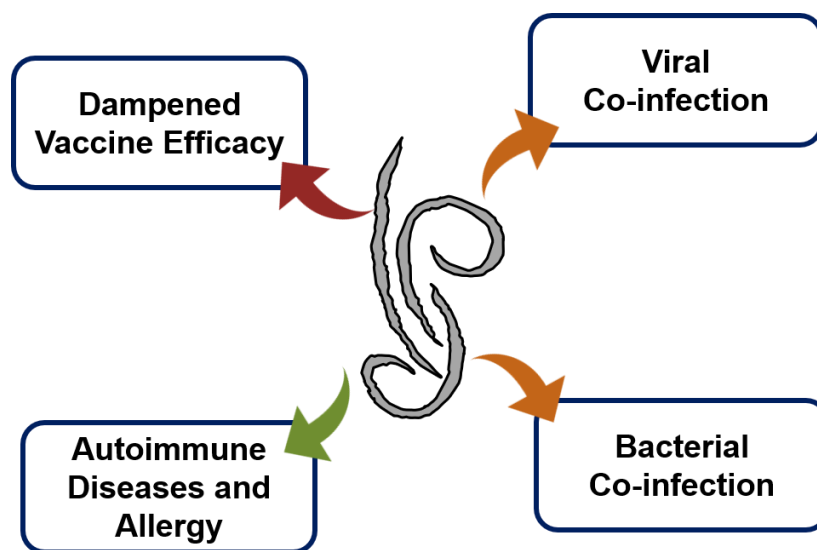 Dampened
Vaccine Efficacy
Viral
Co-infection
Autoimmune
Diseases and
Allergy
Bacterial
Co-infection